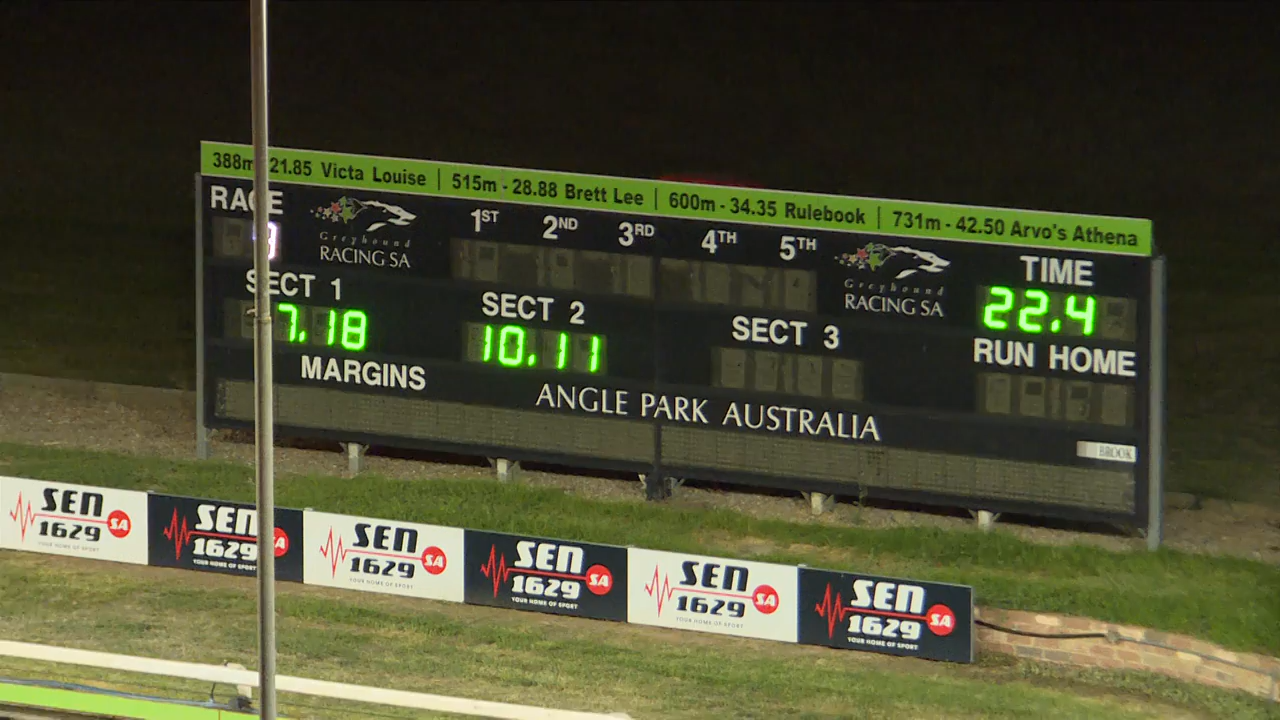 388m 21.85 Victa Louise | 515m - 28.88 Brett Lee | 600m - 34.35 Rulebook | 731m - 42.50 Arvo's Athena
RACE
Greyhound
RACING SA
1ST 2ND 3RD 4TH 5TH
Greyhound
RACING SA
TIME
22.4
SECT 1
7.18
SECT 2
10.11
SECT 3
RUN HOME
MARGINS
ANGLE PARK AUSTRALIA
BROOK
SEN
1629 SA
YOUR HOME OF SPORT
SEN
1629 SA
YOUR HOME OF SPORT
SEN
1629 SA
YOUR HOME OF SPORT
SEN
1629 SA
YOUR HOME OF SPORT
SEN
1629 SA
YOUR HOME OF SPORT
SEN
1629 SA
YOUR HOME OF SPORT